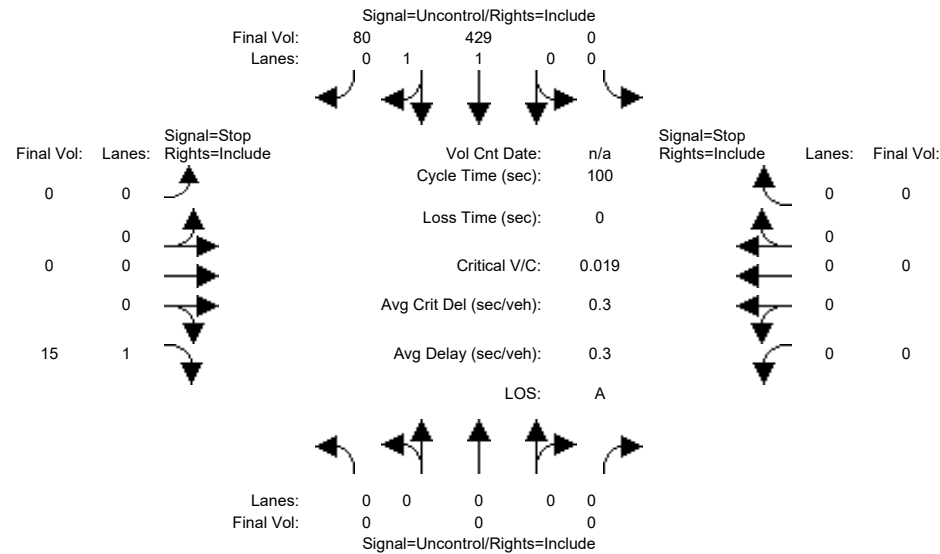 Signal=Uncontrol/Rights=Include
Final Vol: 80 429 0
Lanes: 0 1 1 0 0
Signal=Stop Signal=Stop
Final Vol: Lanes: Rights=Include Vol Cnt Date: n/a Rights=Include Lanes: Final Vol:
Cycle Time (sec): 100
0 0 0 0
Loss Time (sec): 0
0 0
0 0 Critical V/C: 0.019 0 0
0 Avg Crit Del (sec/veh): 0.3 0
15 1 Avg Delay (sec/veh): 0.3 0 0
LOS: A
Lanes: 0 0 0 0 0
Final Vol: 0 0 0
Signal=Uncontrol/Rights=Include